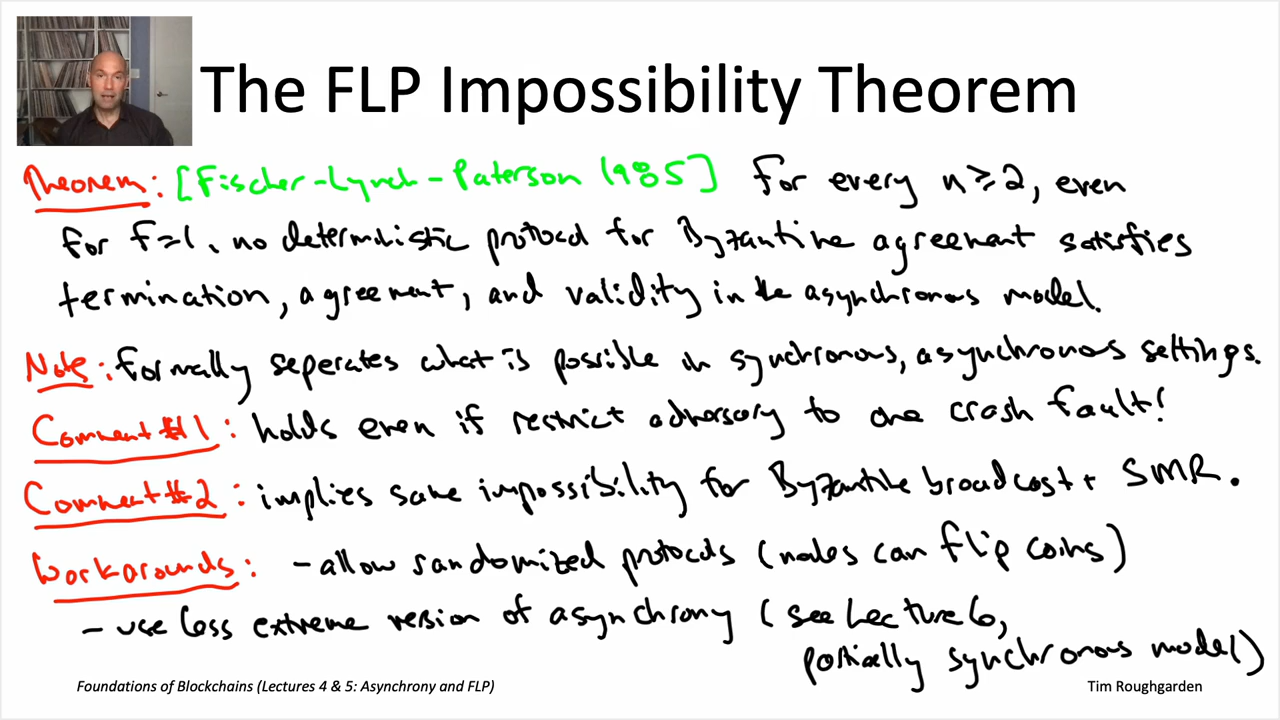 The FLP Impossibility Theorem
Theorem: [Fischer-Lynch-Paterson 1985] For every n ≥ 2, even
for f=1, no deterministic protocol for Byzantine agreement satisfies
termination, agreement, and validity in the asynchronous model.
Note: formally seperates what is possible in synchronous, asynchronous settings.
Comment #1: holds even if restrict adversary to one crash fault!
Comment #2: implies same impossibility for Byzantine broadcast + SMR.
Workarounds: - allow randomized protocols (nodes can flip coins)
- use less extreme version of asynchrony (see Lecture 6,
partially synchronous model)
Foundations of Blockchains (Lectures 4 & 5: Asynchrony and FLP)
Tim Roughgarden